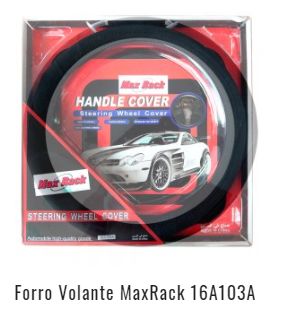 Max Rack
HANDLE COVER
Steering Wheel Cover
Max Rack
STEERING WHEEL COVER
Forro Volante MaxRack 16A103A